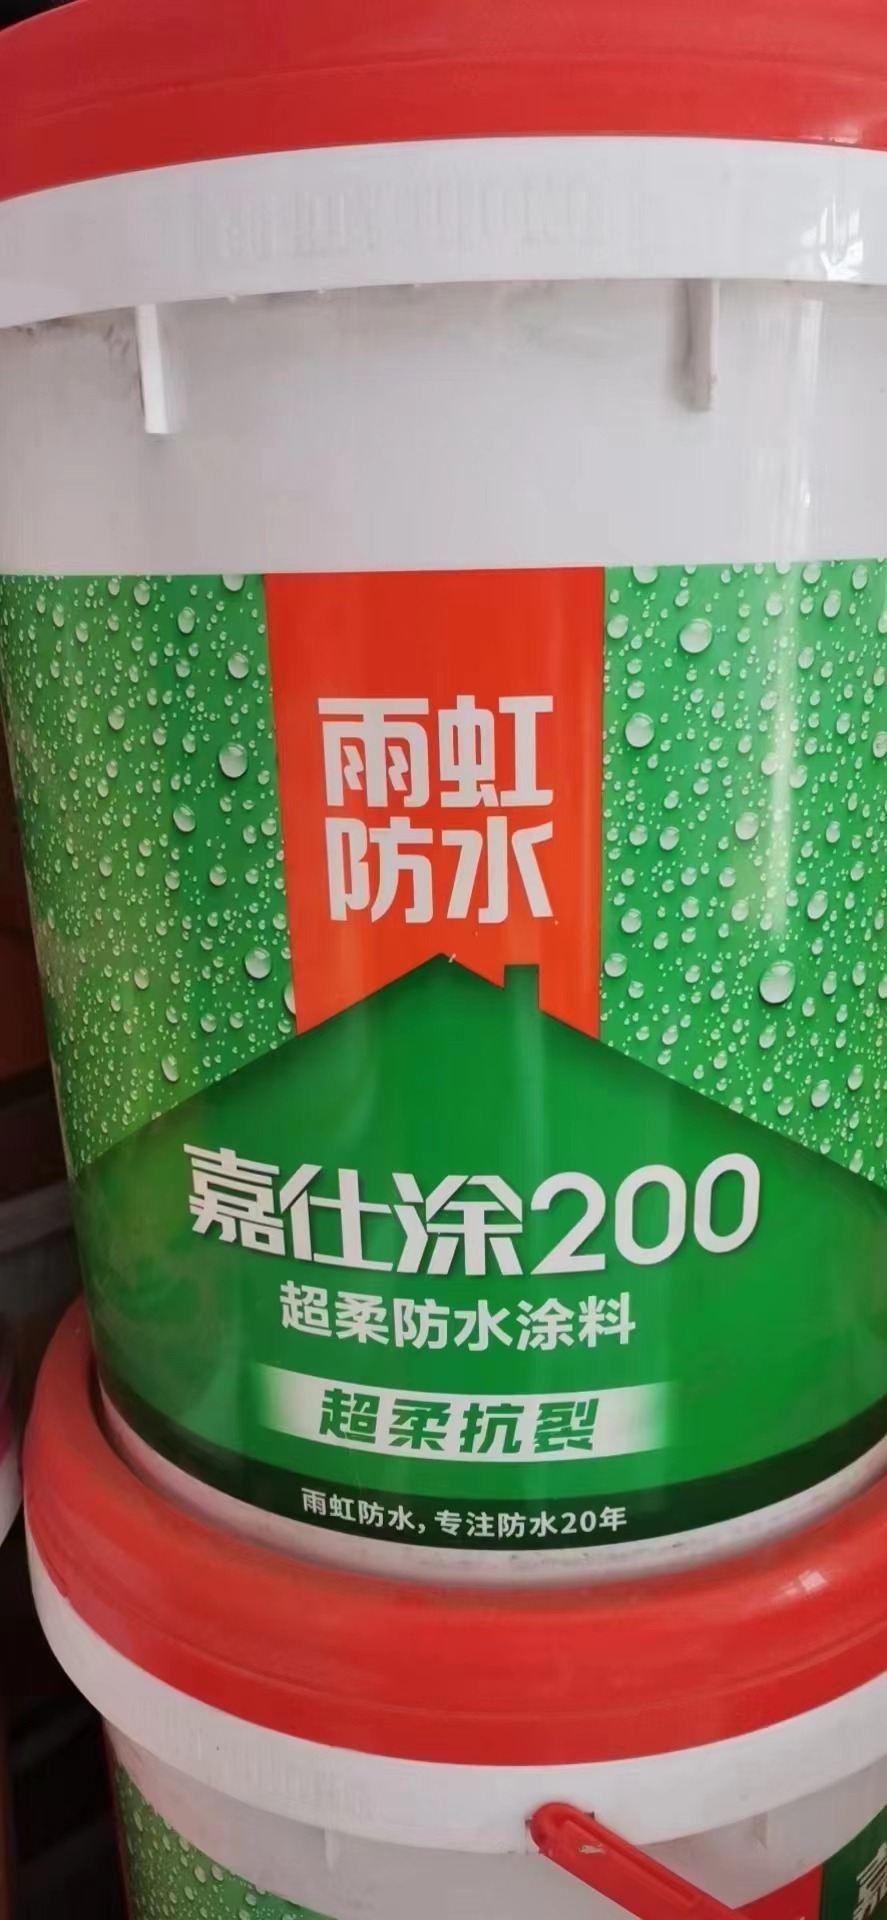 雨虹
防水
嘉仕涂200
超柔防水涂料
超柔抗裂
雨虹防水,专注防水20年